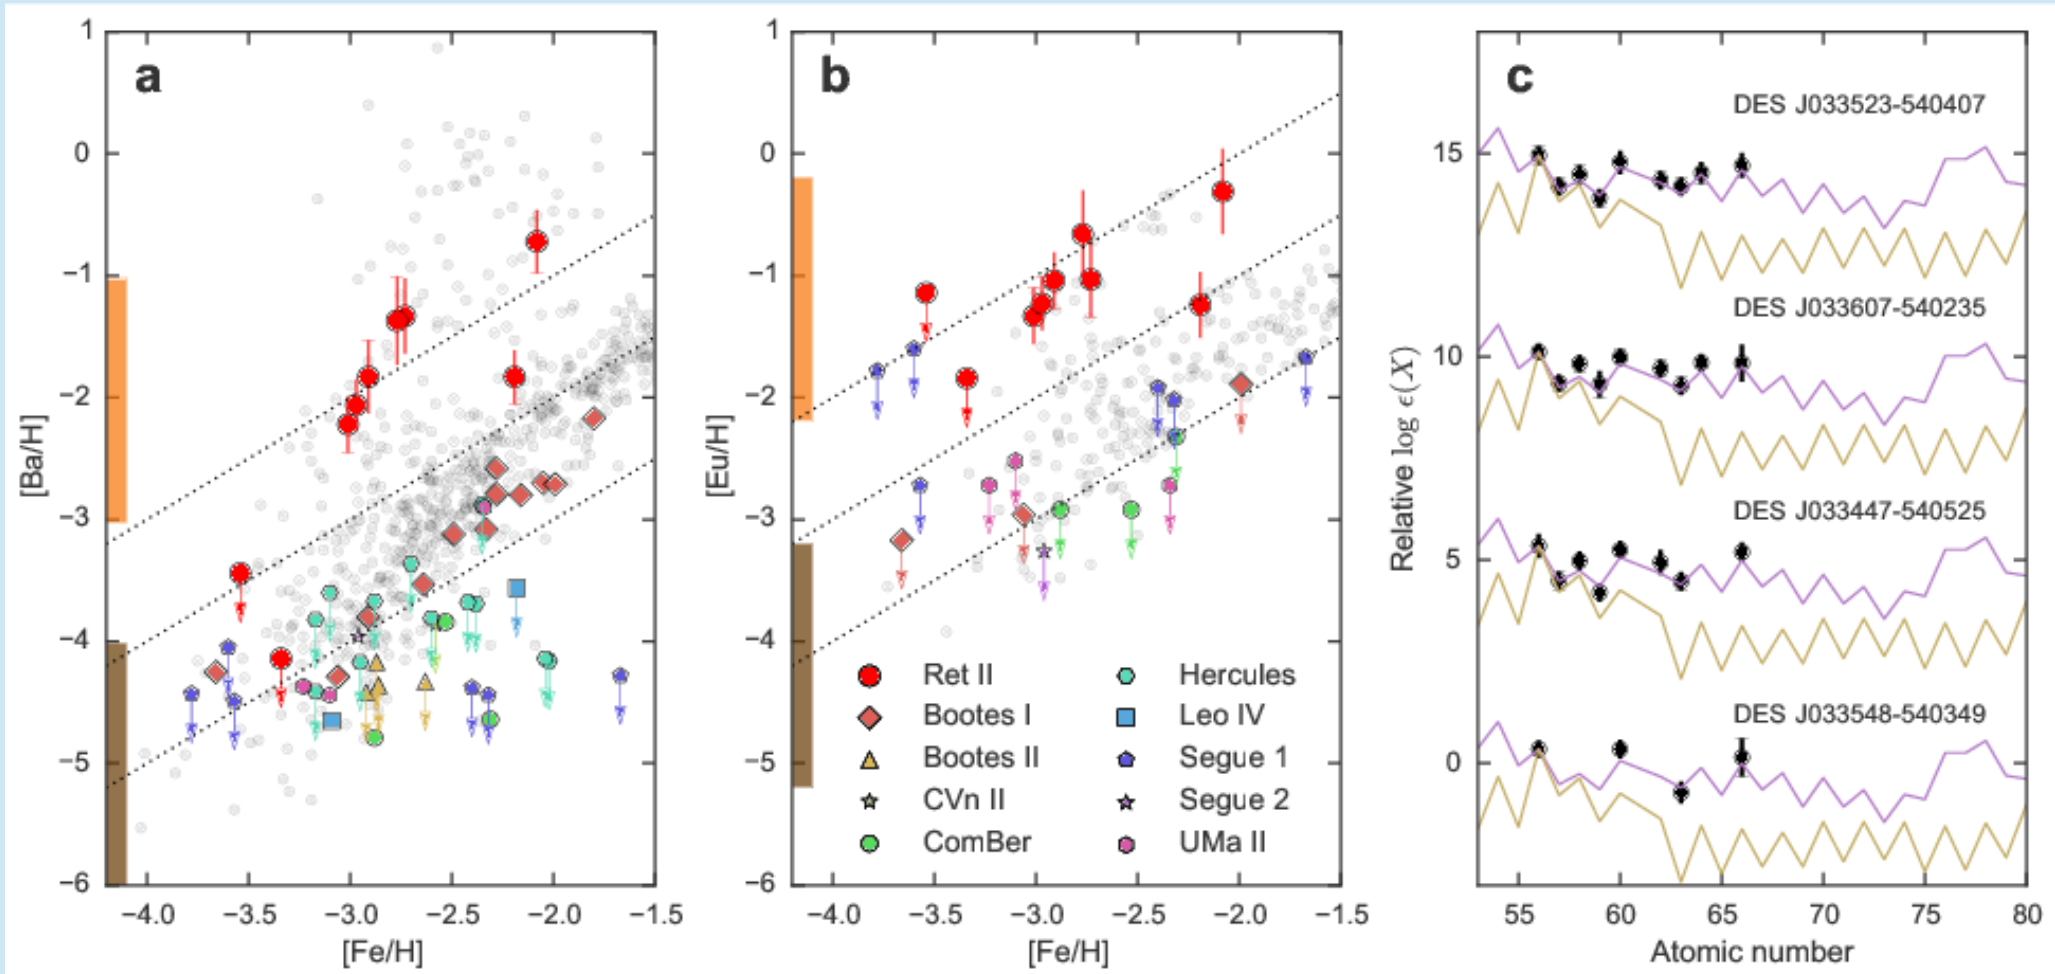 a
1
0
−1
−2
−3
−4
−5
−6
[Ba/H]
−4.0 −3.5 −3.0 −2.5 −2.0 −1.5
[Fe/H]
b
1
0
−1
−2
−3
−4
−5
−6
[Eu/H]
Ret II
Bootes I
Bootes II
CVn II
ComBer
Hercules
Leo IV
Segue 1
Segue 2
UMa II
−4.0 −3.5 −3.0 −2.5 −2.0 −1.5
[Fe/H]
c
15
10
5
0
Relative log ϵ(X)
DES J033523-540407
DES J033607-540235
DES J033447-540525
DES J033548-540349
55 60 65 70 75 80
Atomic number